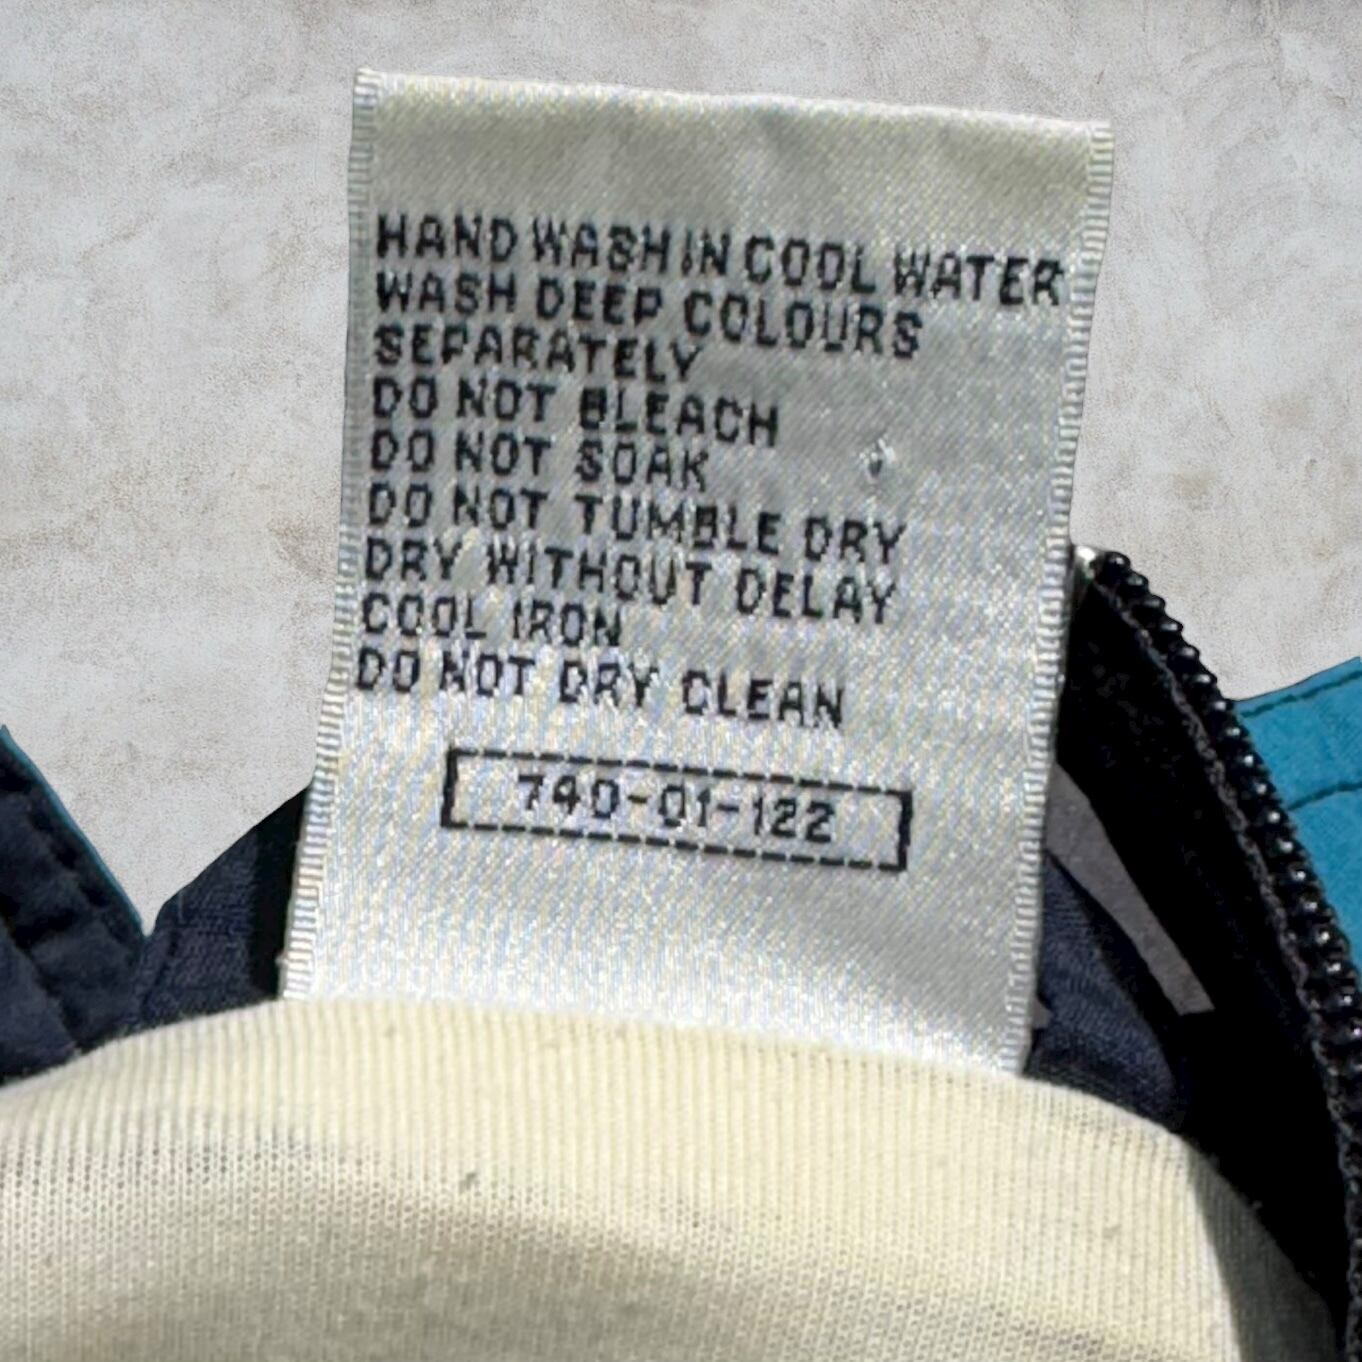 HAND WASH IN COOL WATER
WASH DEEP COLOURS
SEPARATELY
DO NOT BLEACH
DO NOT SOAK
DO NOT TUMBLE DRY
DRY WITHOUT DELAY
COOL IRON
DO NOT DRY CLEAN
740-01-122